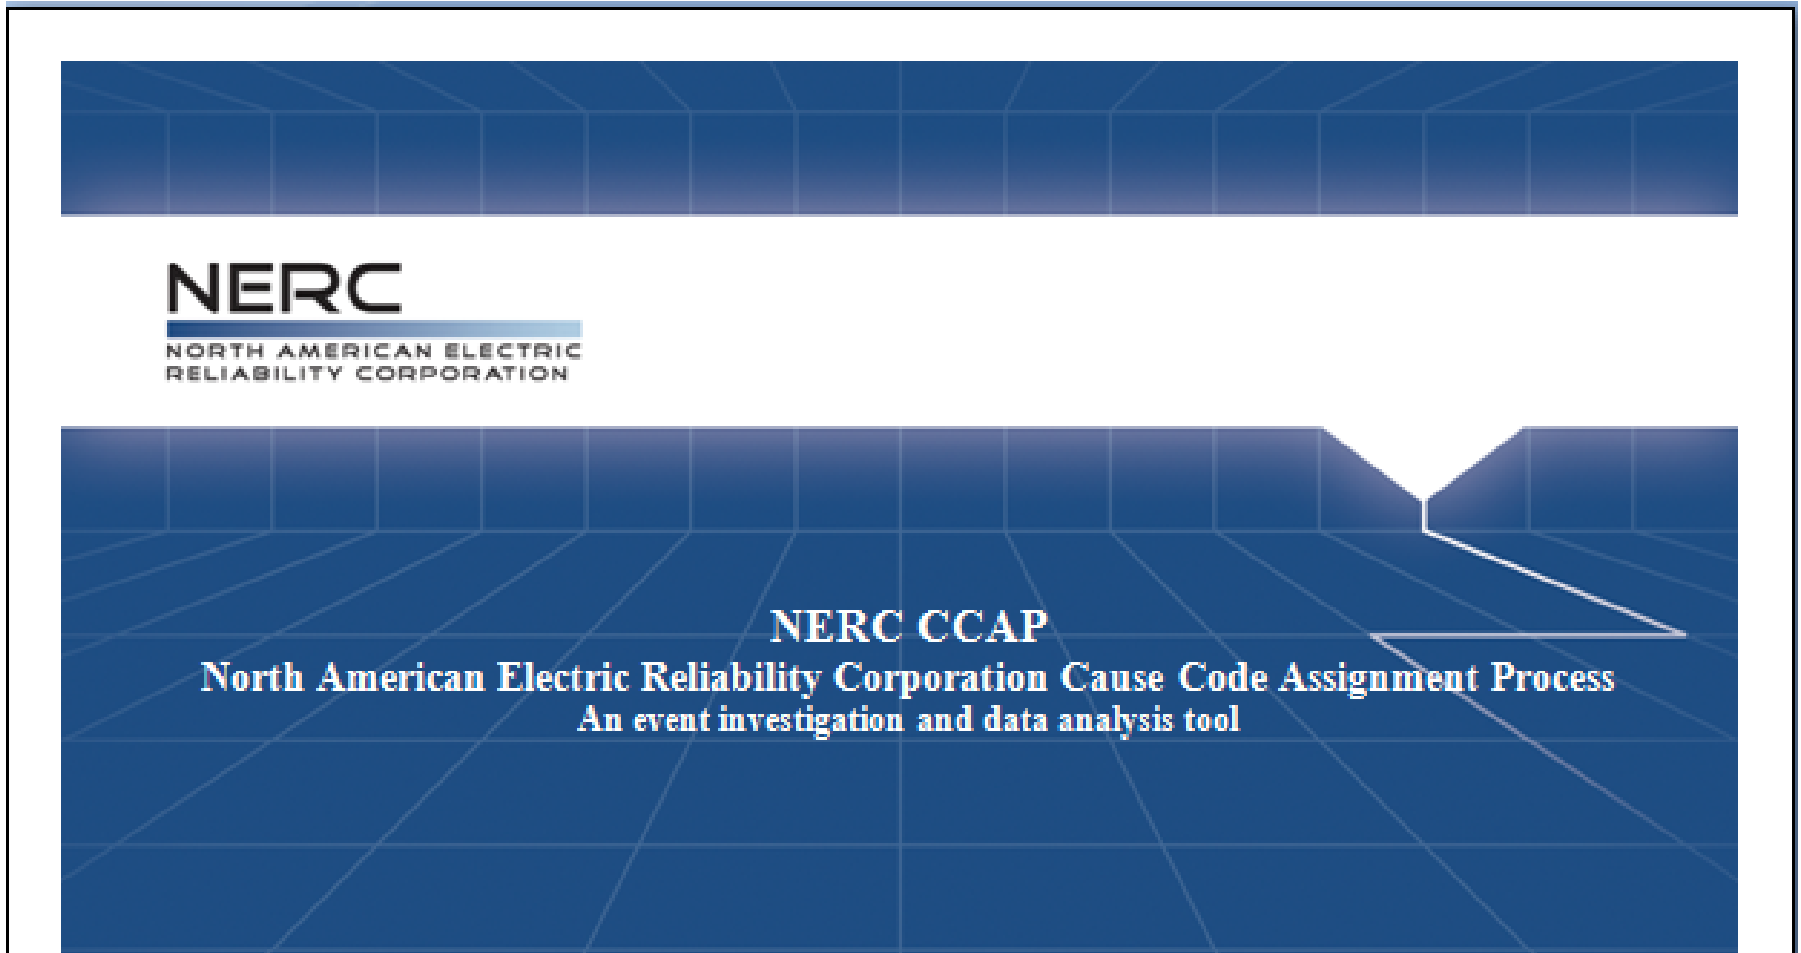 NERC
NORTH AMERICAN ELECTRIC
RELIABILITY CORPORATION
NERC CCAP
North American Electric Reliability Corporation Cause Code Assignment Process
An event investigation and data analysis tool